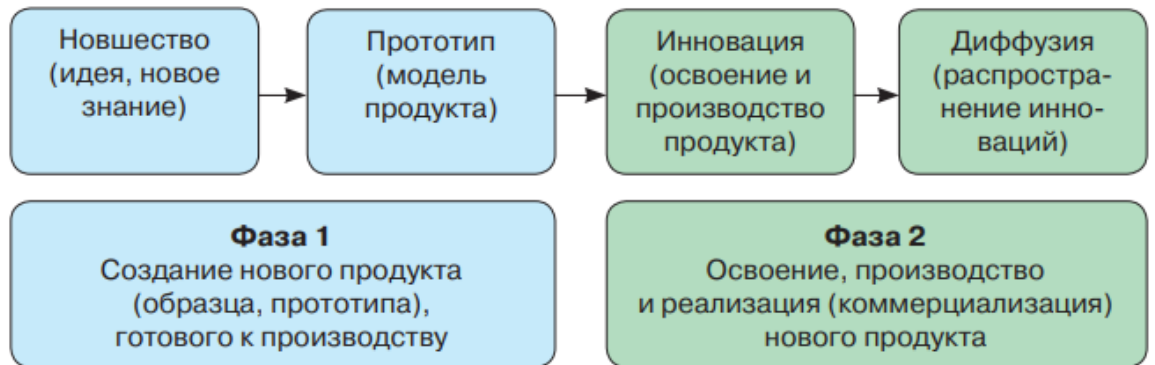 Новшество
(идея, новое
знание)
Прототип
(модель
продукта)
Инновация
(освоение и
производство
продукта)
Диффузия
(распростра-
нение инно-
ваций)
Фаза 1
Создание нового продукта
(образца, прототипа),
готового к производству
Фаза 2
Освоение, производство
и реализация (коммерциализация)
нового продукта